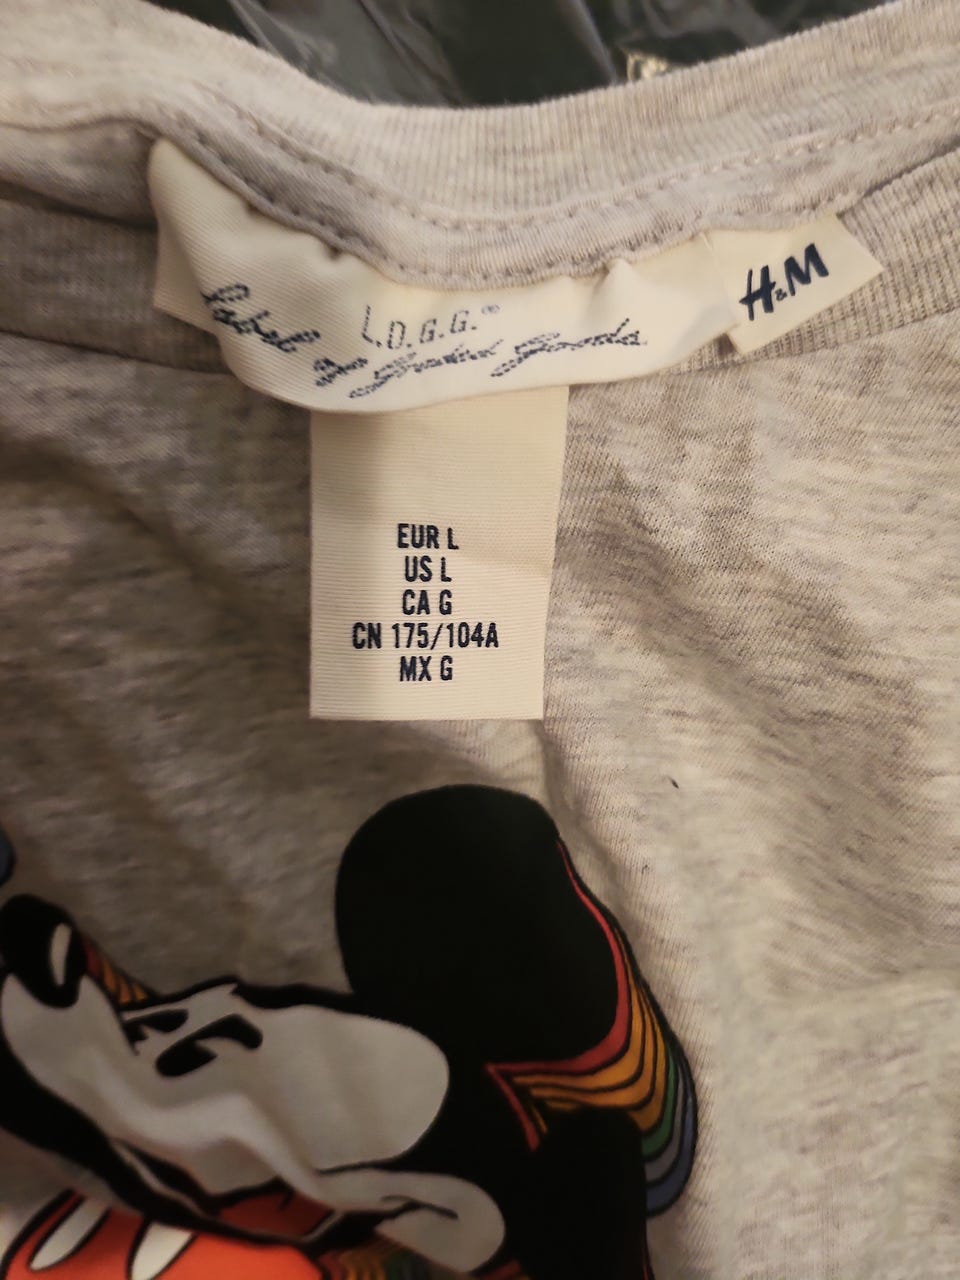 L.O.G.G.®
Label of Graded Goods
H&M
EUR L
US L
CA G
CN 175/104A
MX G